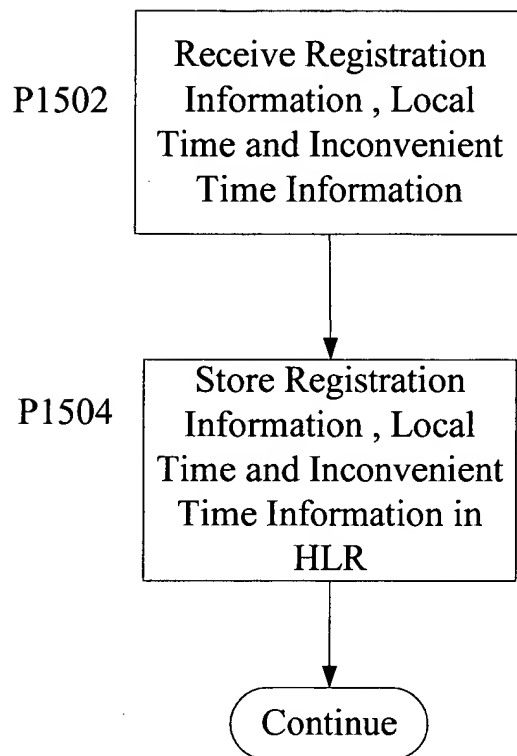 P1502
Receive Registration
Information , Local
Time and Inconvenient
Time Information
P1504
Store Registration
Information , Local
Time and Inconvenient
Time Information in
HLR
Continue